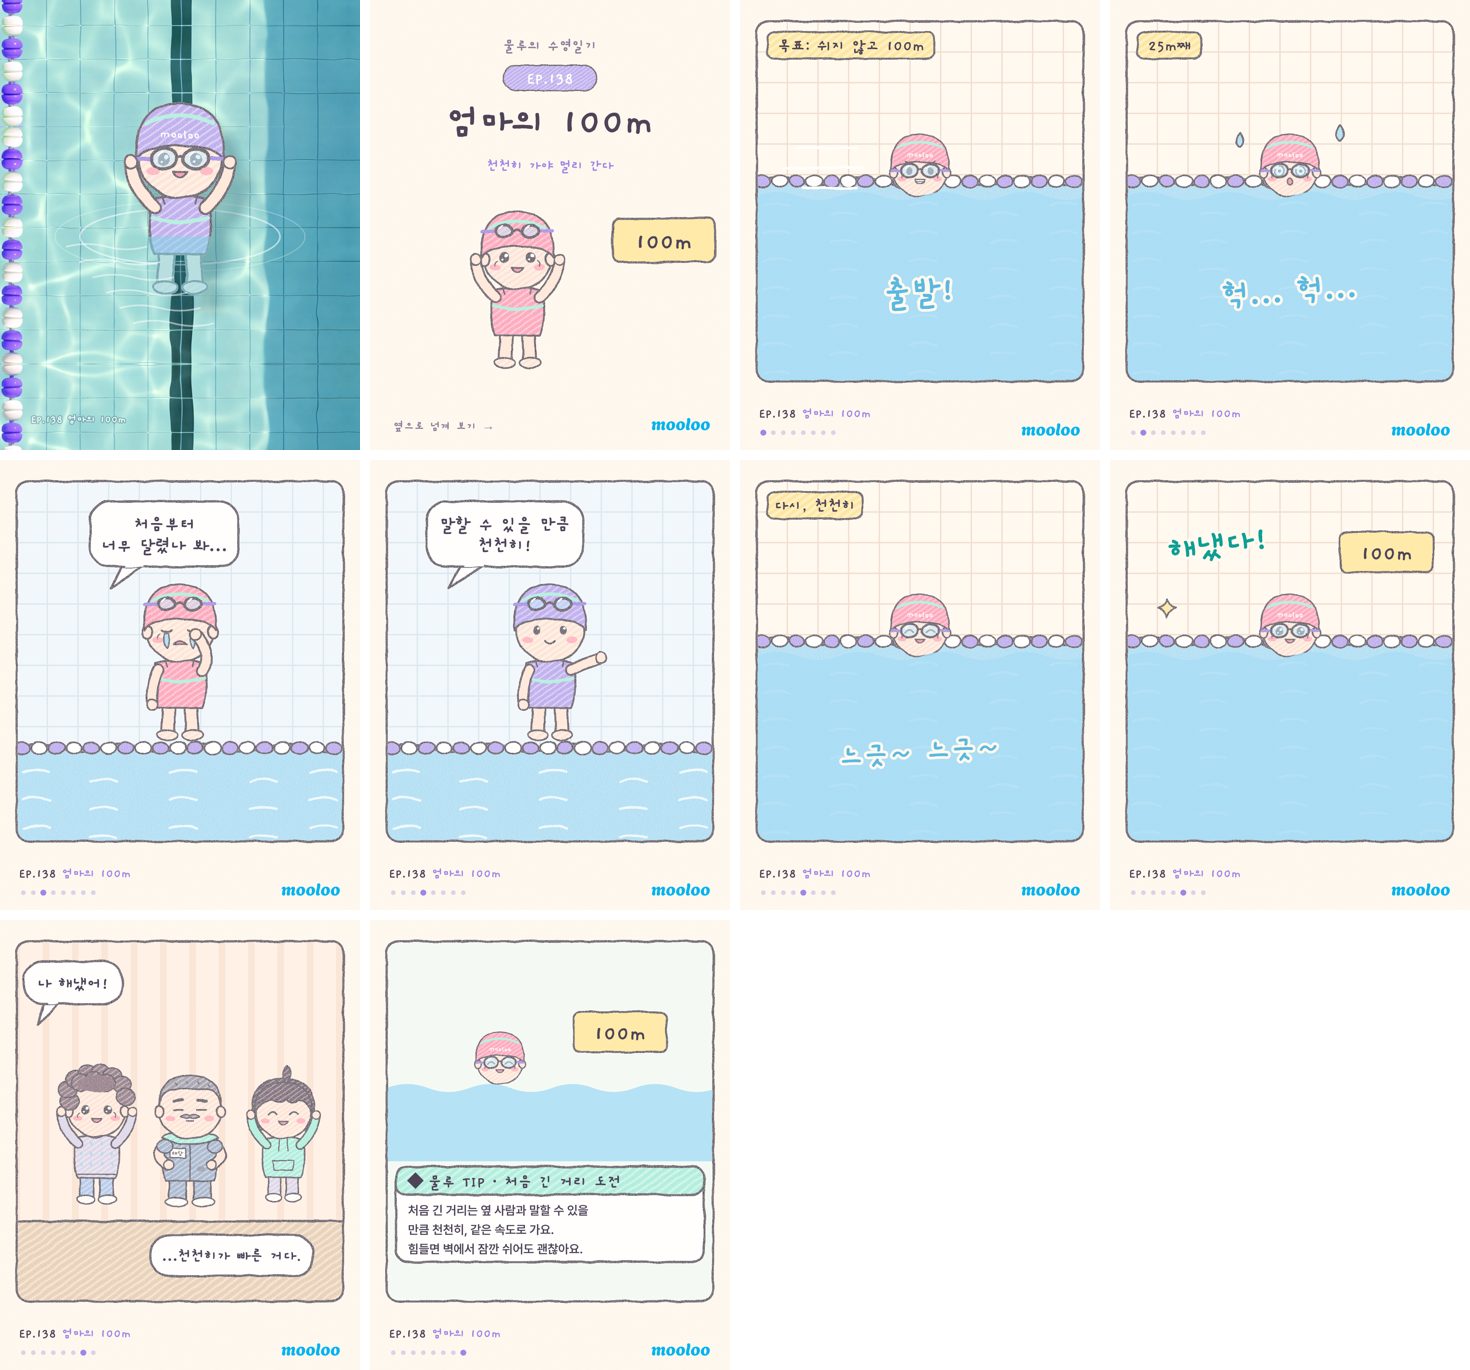 mooloo
EP.138 엄마의 100m
물루의 수영일기
EP.138
엄마의 100m
천천히 가야 멀리 간다
100m
옆으로 넘겨 보기 →
mooloo
목표: 쉬지 않고 100m
mooloo
출발!
EP.138 엄마의 100m
mooloo
25m째
mooloo
헉... 헉...
EP.138 엄마의 100m
mooloo
처음부터
너무 달렸나 봐...
EP.138 엄마의 100m
mooloo
말할 수 있을 만큼
천천히!
EP.138 엄마의 100m
mooloo
다시, 천천히
mooloo
느긋~ 느긋~
EP.138 엄마의 100m
mooloo
해냈다!
100m
mooloo
EP.138 엄마의 100m
mooloo
나 해냈어!
...천천히가 빠른 거다.
EP.138 엄마의 100m
mooloo
100m
mooloo
◆ 물루 TIP · 처음 긴 거리 도전
처음 긴 거리는 옆 사람과 말할 수 있을
만큼 천천히, 같은 속도로 가요.
힘들면 벽에서 잠깐 쉬어도 괜찮아요.
EP.138 엄마의 100m
mooloo